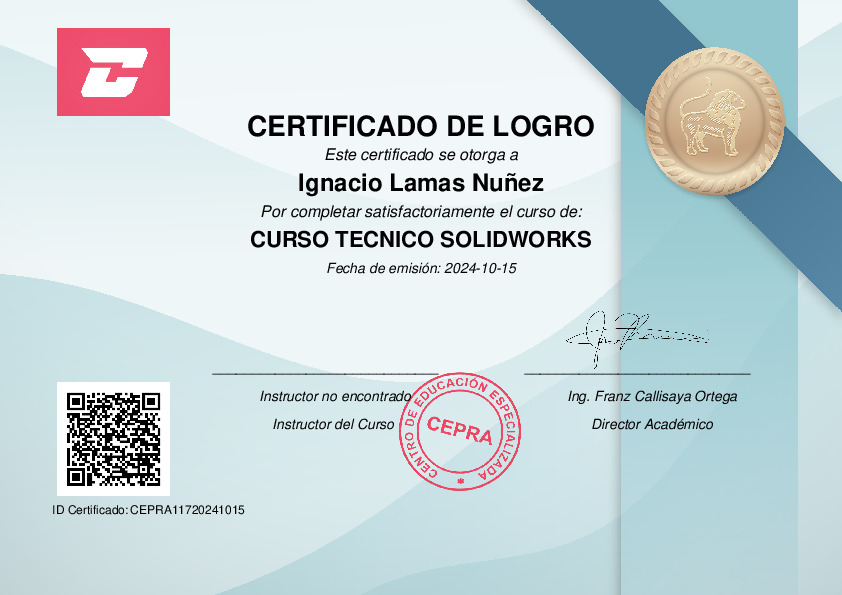 CERTIFICADO DE LOGRO
Este certificado se otorga a
Ignacio Lamas Nuñez
Por completar satisfactoriamente el curso de:
CURSO TECNICO SOLIDWORKS
Fecha de emisión: 2024-10-15
Instructor no encontrado
Instructor del Curso
Ing. Franz Callisaya Ortega
Director Académico
CENTRO DE EDUCACIÓN ESPECIALIZADA
CEPRA
ID Certificado: CEPRA11720241015